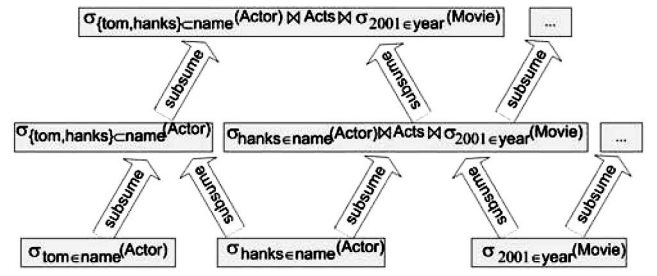 σ{tom,hanks}⊂name(Actor)⋈Acts⋈σ2001∈year(Movie)
...
subsume
subsume
subsume
σ{tom,hanks}⊂name(Actor)
σhanks∈name(Actor)⋈Acts⋈σ2001∈year(Movie)
...
subsume
subsume
subsume
subsume
subsume
σtom∈name(Actor)
σhanks∈name(Actor)
σ2001∈year(Movie)